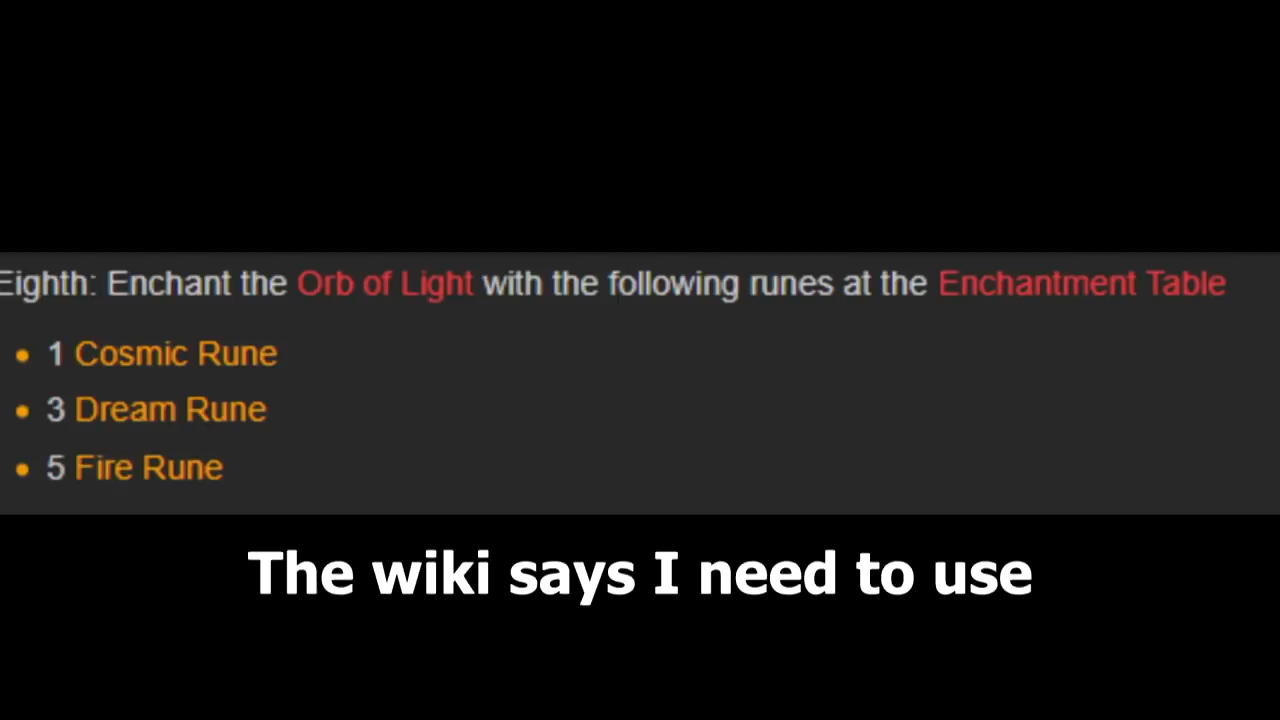 Eighth: Enchant the Orb of Light with the following runes at the Enchantment Table
• 1 Cosmic Rune
• 3 Dream Rune
• 5 Fire Rune
The wiki says I need to use